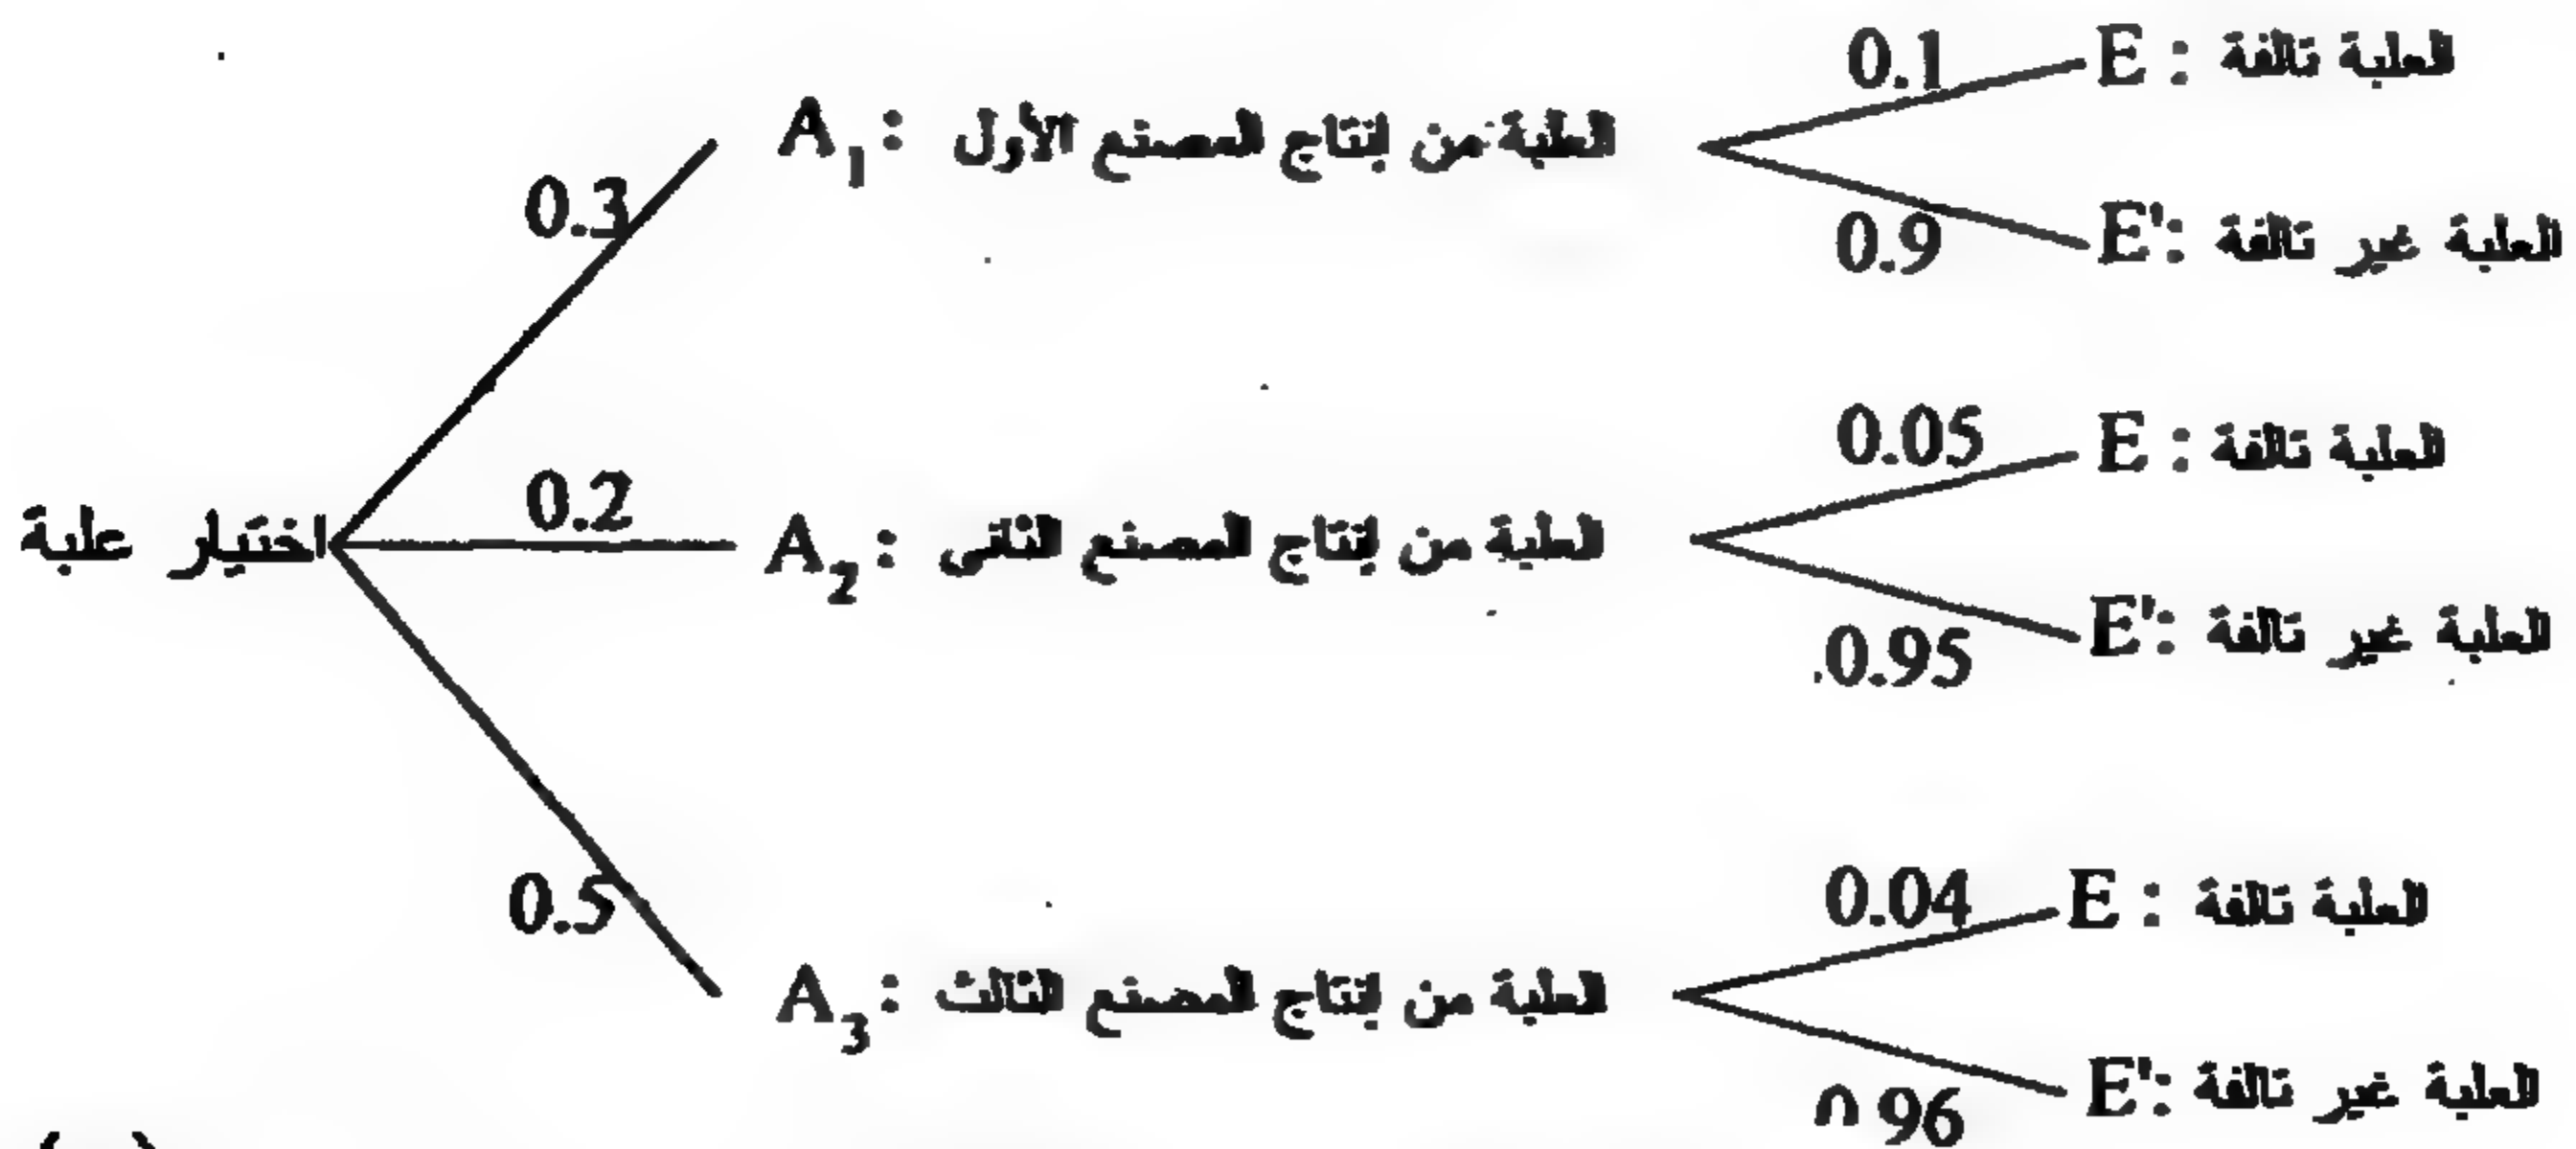 0.1
E : العلبة تالفة
A1 : العلبة من إنتاج المصنع الأول
0.3
0.9
E': العلبة غير تالفة
0.05
E : العلبة تالفة
0.2
اختيار علبة
A2 : العلبة من إنتاج المصنع الثانى
0.95
E': العلبة غير تالفة
0.04
E : العلبة تالفة
0.5
A3 : العلبة من إنتاج المصنع الثالث
0.96
E': العلبة غير تالفة